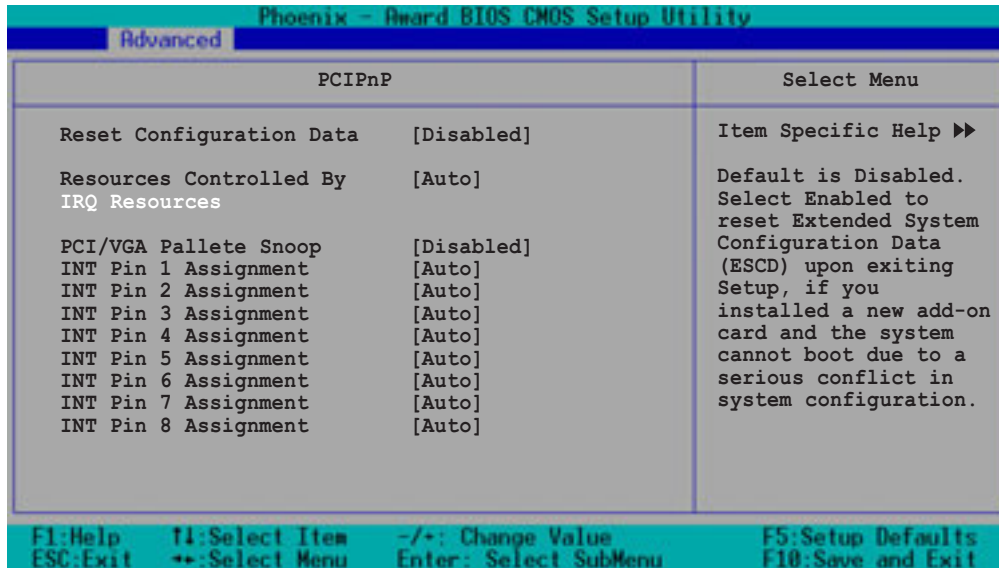 Phoenix - Award BIOS CMOS Setup Utility
Advanced
PCIPnP
Select Menu
Reset Configuration Data [Disabled]
Resources Controlled By [Auto]
IRQ Resources
PCI/VGA Pallete Snoop [Disabled]
INT Pin 1 Assignment [Auto]
INT Pin 2 Assignment [Auto]
INT Pin 3 Assignment [Auto]
INT Pin 4 Assignment [Auto]
INT Pin 5 Assignment [Auto]
INT Pin 6 Assignment [Auto]
INT Pin 7 Assignment [Auto]
INT Pin 8 Assignment [Auto]
Item Specific Help ▶▶
Default is Disabled.
Select Enabled to
reset Extended System
Configuration Data
(ESCD) upon exiting
Setup, if you
installed a new add-on
card and the system
cannot boot due to a
serious conflict in
system configuration.
F1:Help ↑↓:Select Item -/+: Change Value F5:Setup Defaults
ESC:Exit ←→:Select Menu Enter: Select SubMenu F10:Save and Exit